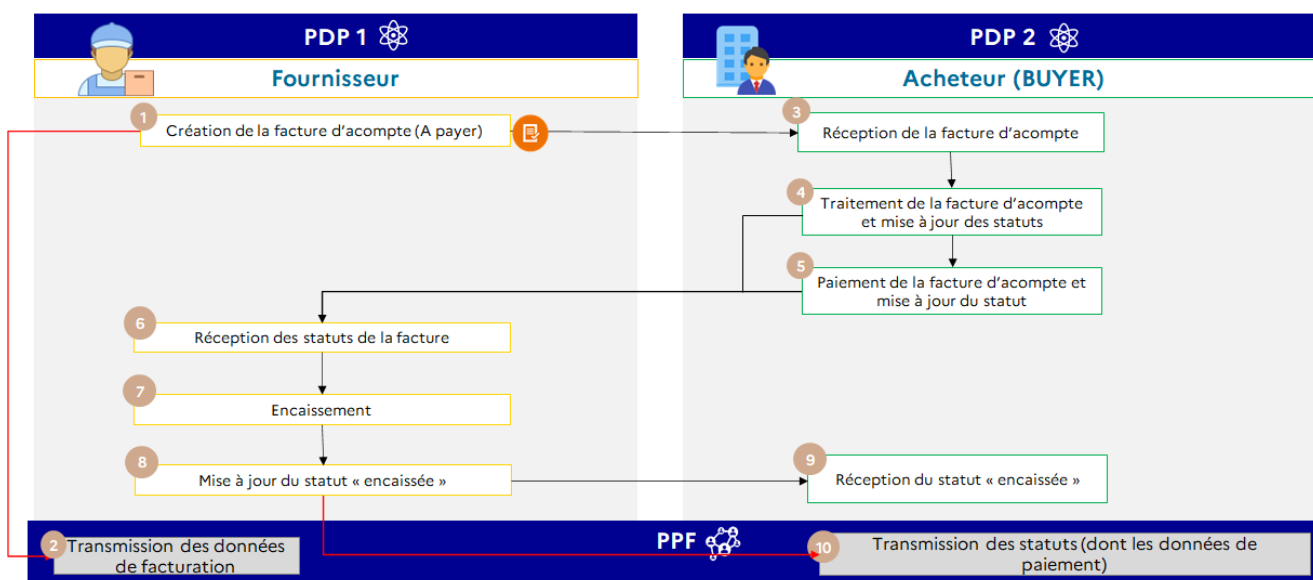 PDP 1
PDP 2
Fournisseur
Acheteur (BUYER)
1
Création de la facture d'acompte (A payer)
3
Réception de la facture d'acompte
4
Traitement de la facture d'acompte
et mise à jour des statuts
5
Paiement de la facture d'acompte et
mise à jour du statut
6
Réception des statuts de la facture
7
Encaissement
8
Mise à jour du statut « encaissée »
9
Réception du statut « encaissée »
PPF
2
Transmission des données
de facturation
10
Transmission des statuts (dont les données de
paiement)